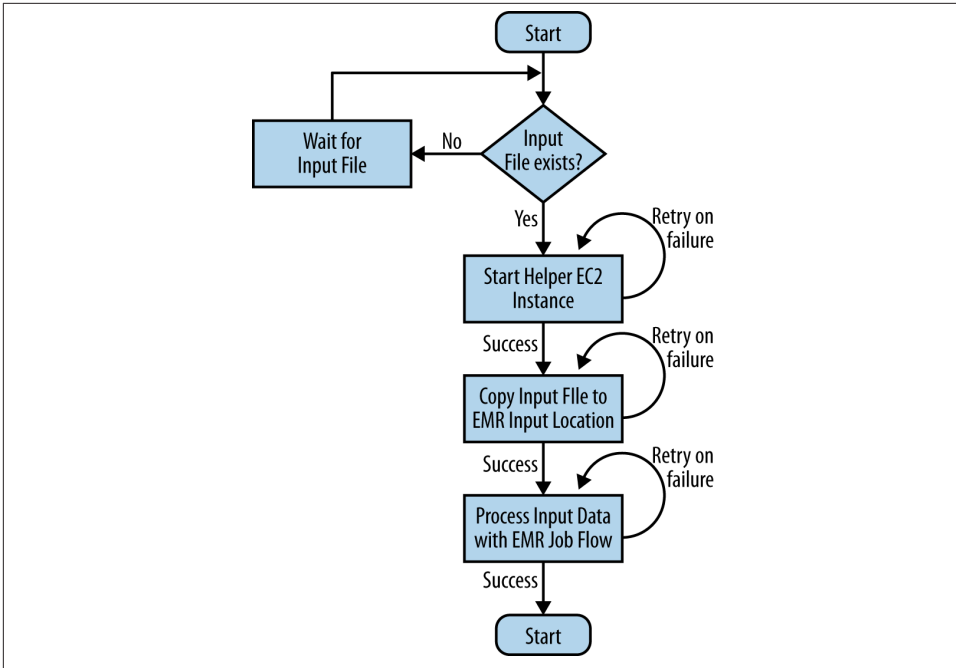 Start
Wait for
Input File
No
Input
File exists?
Yes
Retry on
failure
Start Helper EC2
Instance
Success
Retry on
failure
Copy Input FIle to
EMR Input Location
Success
Retry on
failure
Process Input Data
with EMR Job Flow
Success
Start